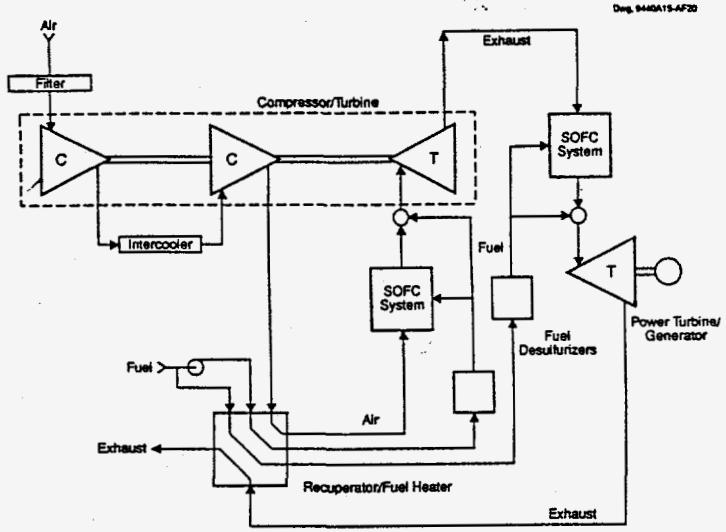 Dwg. 9440A15-AF20
Air
Exhaust
Filter
Compressor/Turbine
C
C
T
SOFC
System
Intercooler
Fuel
T
SOFC
System
Fuel
Desulfurizers
Power Turbine/
Generator
Fuel
Air
Exhaust
Recuperator/Fuel Heater
Exhaust